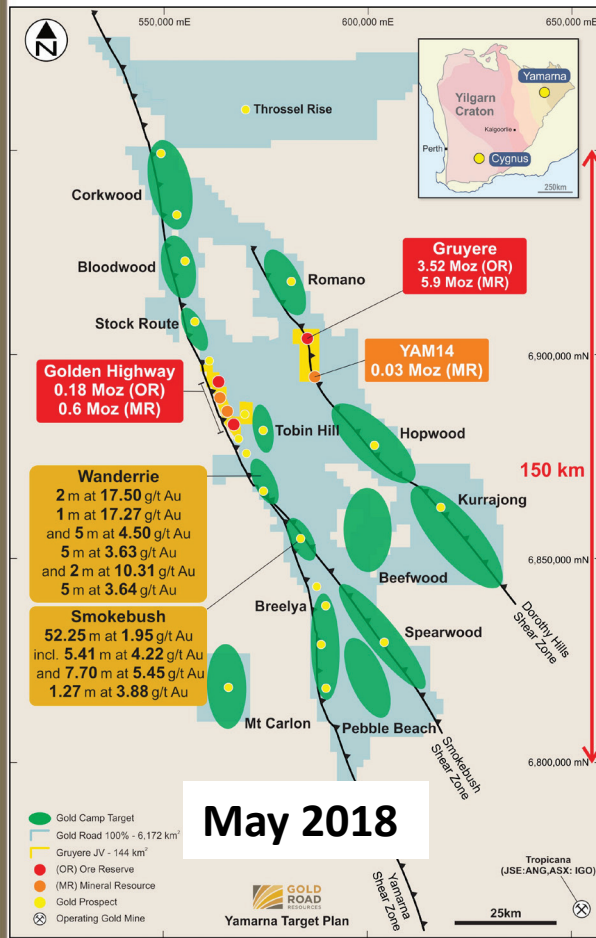 550,000 mE
600,000 mE
650,000 mE
N
Yamarna
Yilgarn
Craton
Kalgoorlie
Perth
Cygnus
250km
Throssel Rise
Corkwood
Bloodwood
Romano
Stock Route
Gruyere
3.52 Moz (OR)
5.9 Moz (MR)
6,900,000 mN
YAM14
0.03 Moz (MR)
Golden Highway
0.18 Moz (OR)
0.6 Moz (MR)
Tobin Hill
Hopwood
150 km
Wanderrie
2 m at 17.50 g/t Au
1 m at 17.27 g/t Au
and 5 m at 4.50 g/t Au
5 m at 3.63 g/t Au
and 2 m at 10.31 g/t Au
5 m at 3.64 g/t Au
Kurrajong
6,850,000 mN
Beefwood
Dorothy Hills
Shear Zone
Smokebush
52.25 m at 1.95 g/t Au
incl. 5.41 m at 4.22 g/t Au
and 7.70 m at 5.45 g/t Au
1.27 m at 3.88 g/t Au
Breelya
Spearwood
Mt Carlon
Pebble Beach
Smokebush
Shear Zone
6,800,000 mN
May 2018
Gold Camp Target
Gold Road 100% - 6,172 km²
Gruyere JV - 144 km²
(OR) Ore Reserve
(MR) Mineral Resource
Gold Prospect
Operating Gold Mine
GOLD
ROAD
RESOURCES
Yamarna Target Plan
Yamarna
Shear Zone
25km
Tropicana
(JSE:ANG,ASX: IGO)